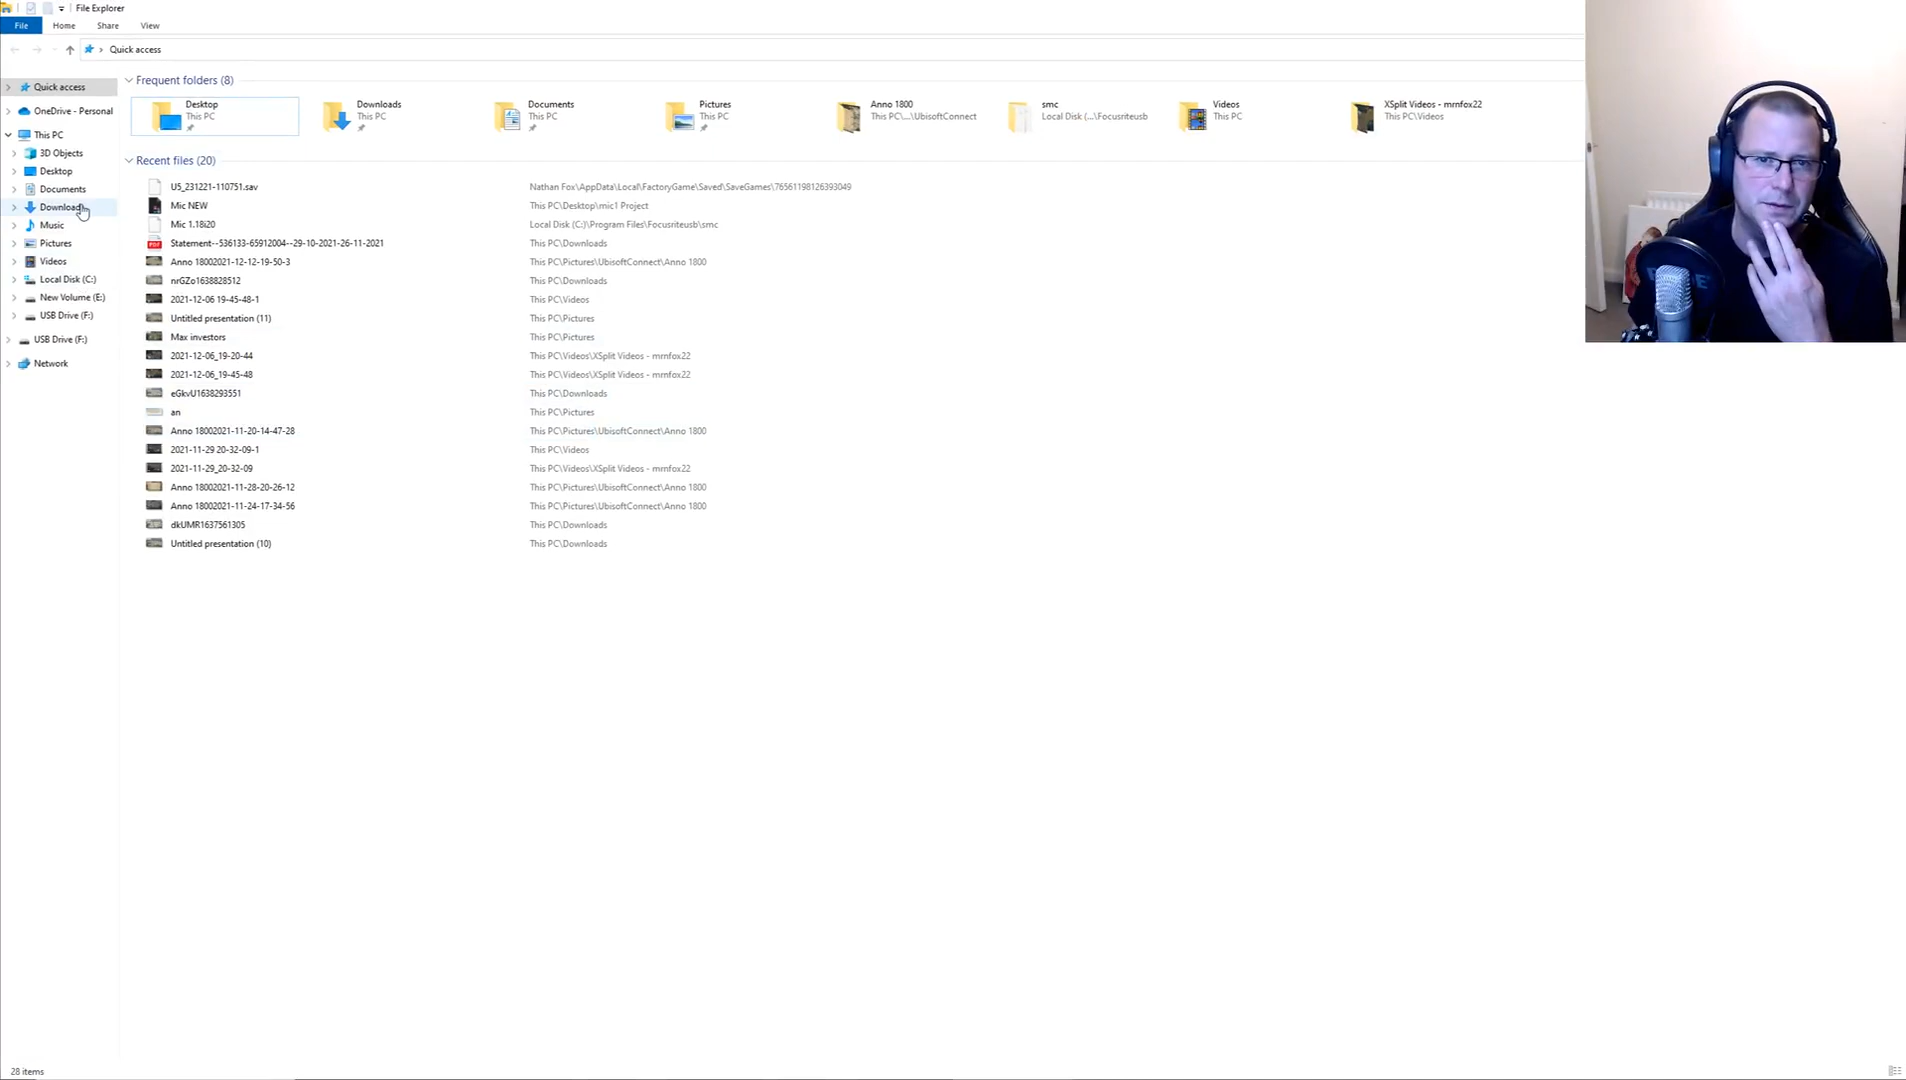 File Explorer
File Home Share View
Quick access
Quick access
OneDrive - Personal
This PC
3D Objects
Desktop
Documents
Downloads
Music
Pictures
Videos
Local Disk (C:)
New Volume (E:)
USB Drive (F:)
USB Drive (F:)
Network
Frequent folders (8)
Desktop
This PC
Downloads
This PC
Documents
This PC
Pictures
This PC
Anno 1800
This PC\...\UbisoftConnect
smc
Local Disk (...\Focusriteusb
Videos
This PC
XSplit Videos - mrnfox22
This PC\Videos
Recent files (20)
U5_231221-110751.sav Nathan Fox\AppData\Local\FactoryGame\Saved\SaveGames\76561198126393049
Mic NEW This PC\Desktop\mic1 Project
Mic 1.18i20 Local Disk (C:)\Program Files\Focusriteusb\smc
Statement--536133-65912004--29-10-2021-26-11-2021 This PC\Downloads
Anno 18002021-12-12-19-50-3 This PC\Pictures\UbisoftConnect\Anno 1800
nrGZo1638828512 This PC\Downloads
2021-12-06 19-45-48-1 This PC\Videos
Untitled presentation (11) This PC\Pictures
Max investors This PC\Pictures
2021-12-06_19-20-44 This PC\Videos\XSplit Videos - mrnfox22
2021-12-06_19-45-48 This PC\Videos\XSplit Videos - mrnfox22
eGkvU1638293551 This PC\Downloads
an This PC\Pictures
Anno 18002021-11-20-14-47-28 This PC\Pictures\UbisoftConnect\Anno 1800
2021-11-29 20-32-09-1 This PC\Videos
2021-11-29_20-32-09 This PC\Videos\XSplit Videos - mrnfox22
Anno 18002021-11-28-20-26-12 This PC\Pictures\UbisoftConnect\Anno 1800
Anno 18002021-11-24-17-34-56 This PC\Pictures\UbisoftConnect\Anno 1800
dkUMR1637561305 This PC\Downloads
Untitled presentation (10) This PC\Downloads
28 items